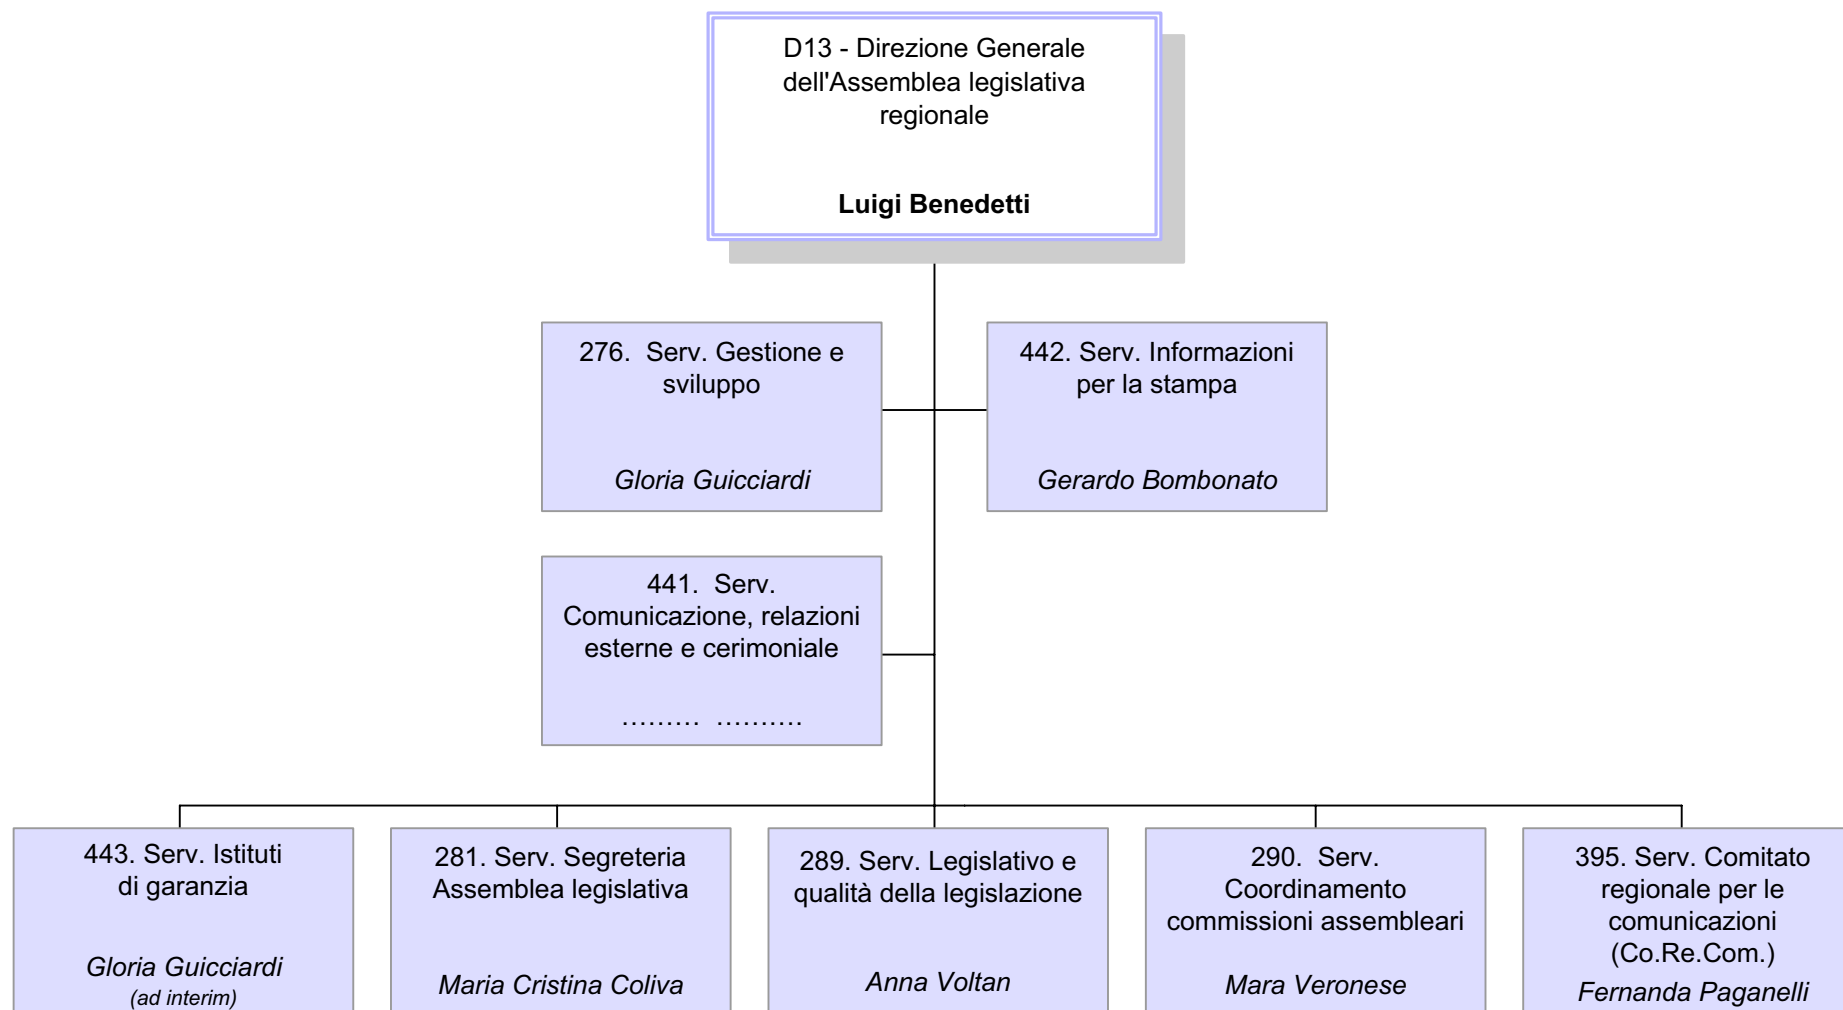 D13 - Direzione Generale
dell'Assemblea legislativa
regionale
Luigi Benedetti
276. Serv. Gestione e
sviluppo
Gloria Guicciardi
442. Serv. Informazioni
per la stampa
Gerardo Bombonato
441. Serv.
Comunicazione, relazioni
esterne e cerimoniale
......... ..........
443. Serv. Istituti
di garanzia
Gloria Guicciardi
(ad interim)
281. Serv. Segreteria
Assemblea legislativa
Maria Cristina Coliva
289. Serv. Legislativo e
qualità della legislazione
Anna Voltan
290. Serv.
Coordinamento
commissioni assembleari
Mara Veronese
395. Serv. Comitato
regionale per le
comunicazioni
(Co.Re.Com.)
Fernanda Paganelli